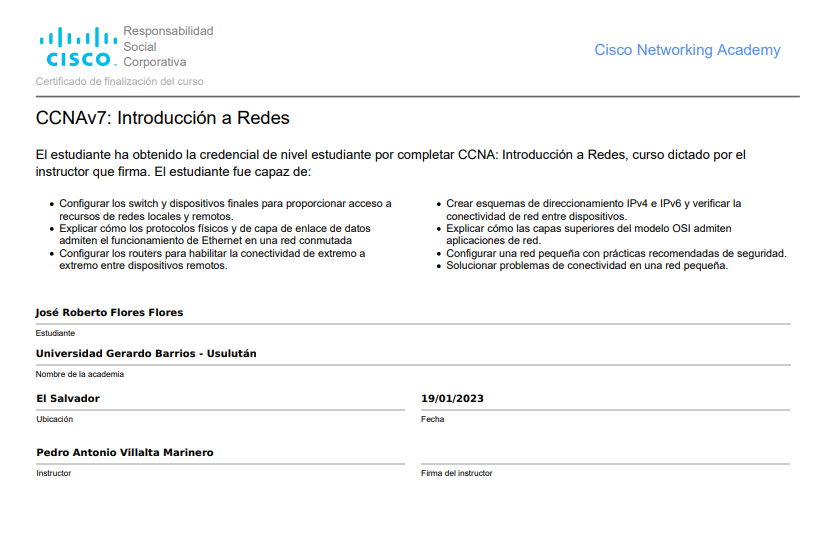 Responsabilidad
Social
Corporativa
CISCO
Cisco Networking Academy
Certificado de finalización del curso
CCNAv7: Introducción a Redes
El estudiante ha obtenido la credencial de nivel estudiante por completar CCNA: Introducción a Redes, curso dictado por el
instructor que firma. El estudiante fue capaz de:
• Configurar los switch y dispositivos finales para proporcionar acceso a
recursos de redes locales y remotos.
• Explicar cómo los protocolos físicos y de capa de enlace de datos
admiten el funcionamiento de Ethernet en una red conmutada
• Configurar los routers para habilitar la conectividad de extremo a
extremo entre dispositivos remotos.
• Crear esquemas de direccionamiento IPv4 e IPv6 y verificar la
conectividad de red entre dispositivos.
• Explicar cómo las capas superiores del modelo OSI admiten
aplicaciones de red.
• Configurar una red pequeña con prácticas recomendadas de seguridad.
• Solucionar problemas de conectividad en una red pequeña.
José Roberto Flores Flores
Estudiante
Universidad Gerardo Barrios - Usulután
Nombre de la academia
El Salvador
Ubicación
19/01/2023
Fecha
Pedro Antonio Villalta Marinero
Instructor
Firma del instructor